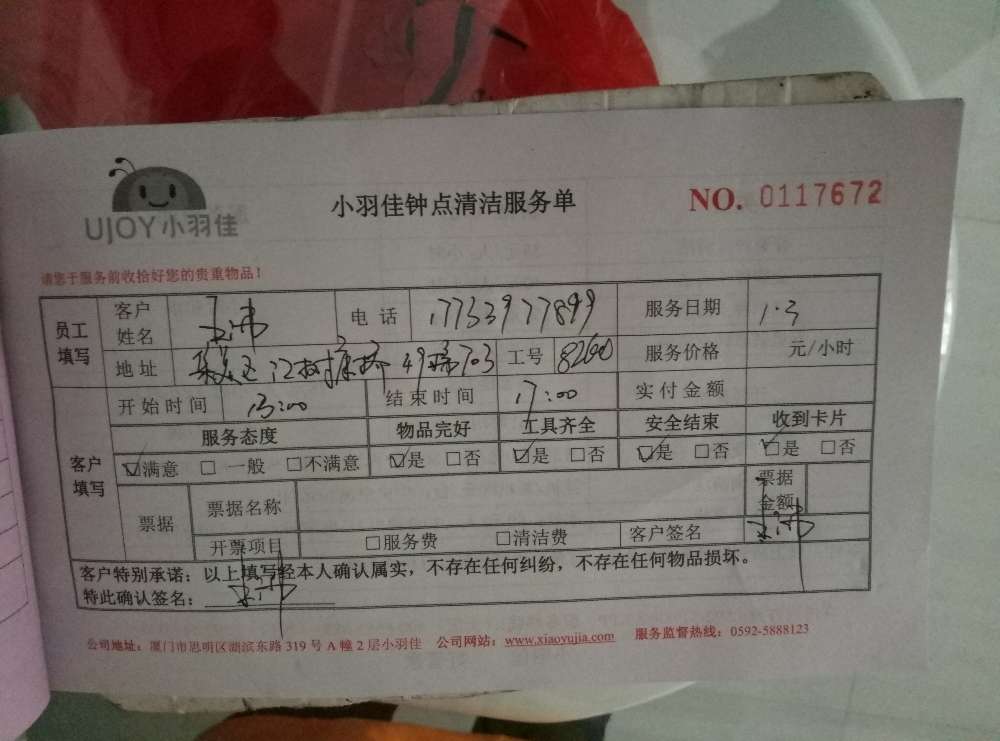 UJOY小羽佳
小羽佳钟点清洁服务单
NO. 0117672
请您于服务前收拾好您的贵重物品！
员工填写 客户姓名 电话 17753977899 服务日期 1.3
地址 49幢703 工号 8260 服务价格 元/小时
客户填写 开始时间 13:00 结束时间 17:00 实付金额
服务态度 物品完好 工具齐全 安全结束 收到卡片
☑满意 □一般 □不满意 ☑是 □否 ☑是 □否 ☑是 □否 ☑是 □否
票据 票据名称 票据金额
开票项目 □服务费 □清洁费 客户签名
客户特别承诺：以上填写经本人确认属实，不存在任何纠纷，不存在任何物品损坏。
特此确认签名：
公司地址：厦门市思明区湖滨东路 319 号 A 幢 2 层小羽佳 公司网站：www.xiaoyujia.com 服务监督热线：0592-5888123